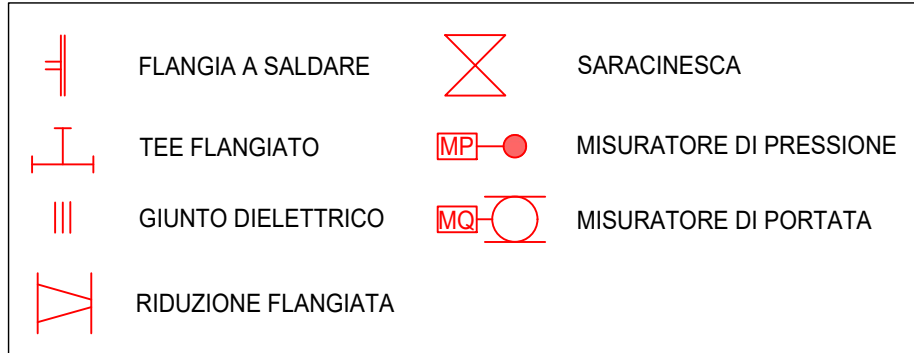 FLANGIA A SALDARE
TEE FLANGIATO
GIUNTO DIELETTRICO
RIDUZIONE FLANGIATA
SARACINESCA
MP MISURATORE DI PRESSIONE
MQ MISURATORE DI PORTATA